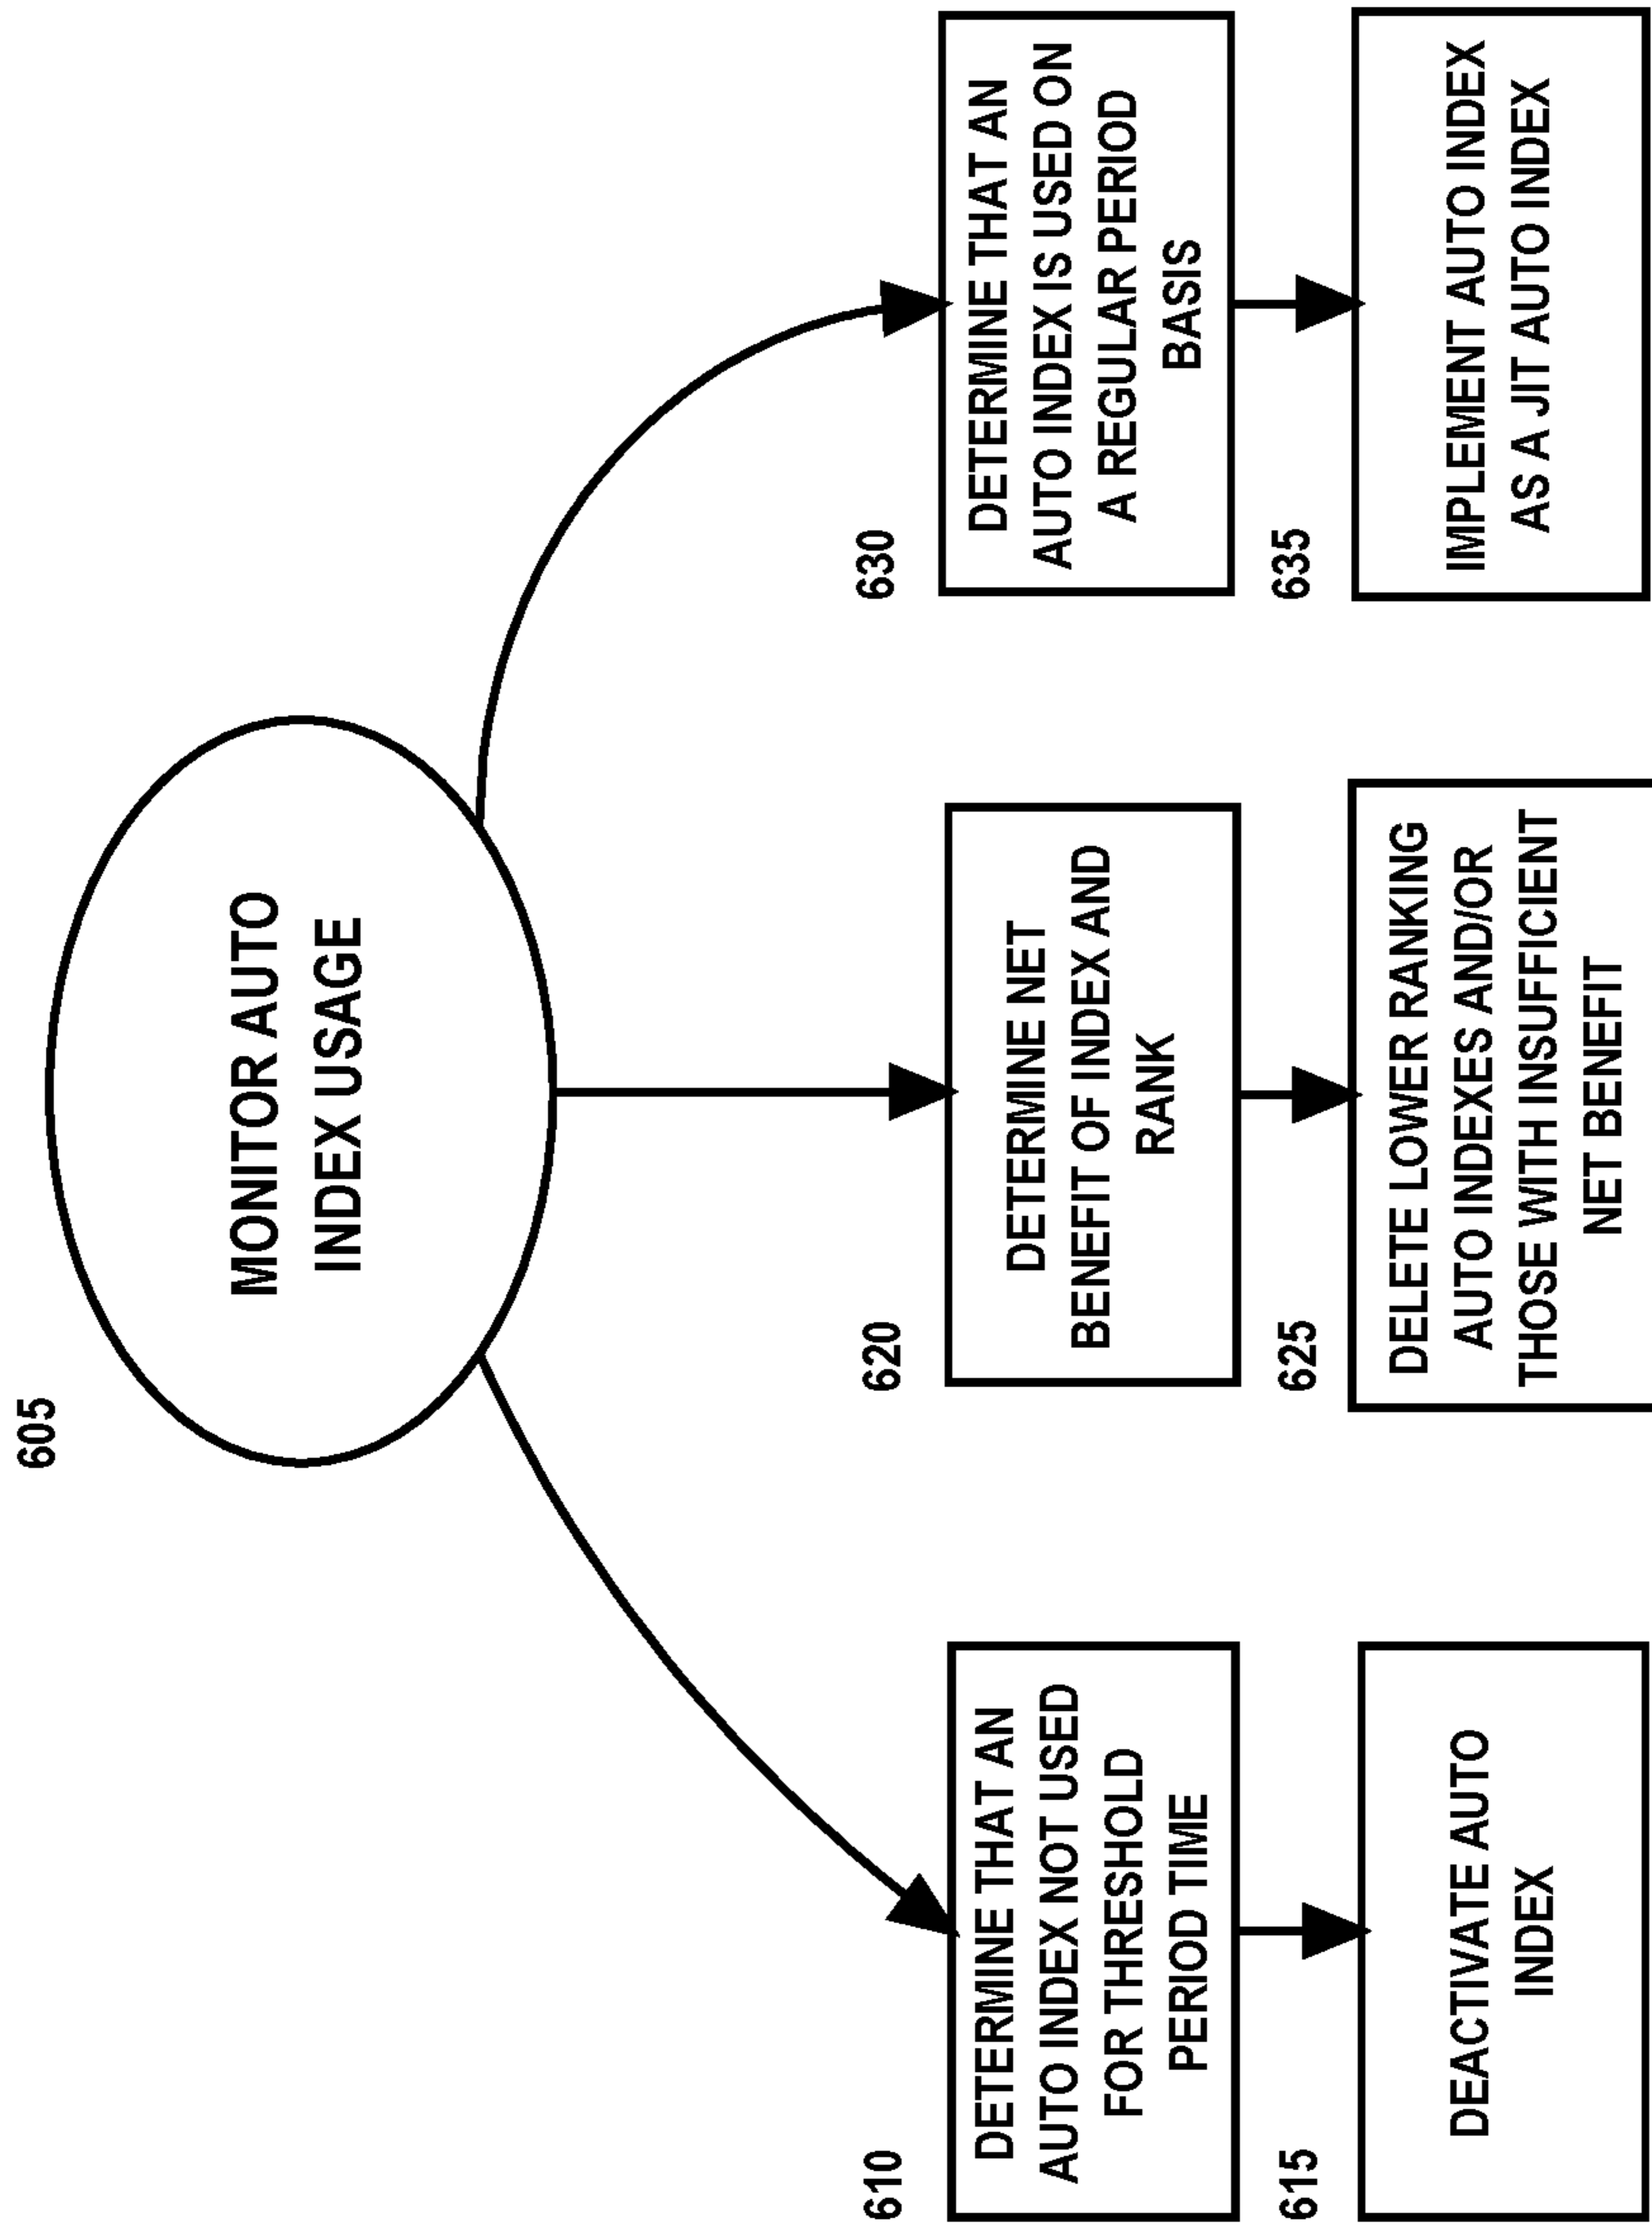 605
MONITOR AUTO
INDEX USAGE
610
DETERMINE THAT AN
AUTO INDEX NOT USED
FOR THRESHOLD
PERIOD TIME
615
DEACTIVATE AUTO
INDEX
620
DETERMINE NET
BENEFIT OF INDEX AND
RANK
625
DELETE LOWER RANKING
AUTO INDEXES AND/OR
THOSE WITH INSUFFICIENT
NET BENEFIT
630
DETERMINE THAT AN
AUTO INDEX IS USED ON
A REGULAR PERIOD
BASIS
635
IMPLEMENT AUTO INDEX
AS A JIT AUTO INDEX